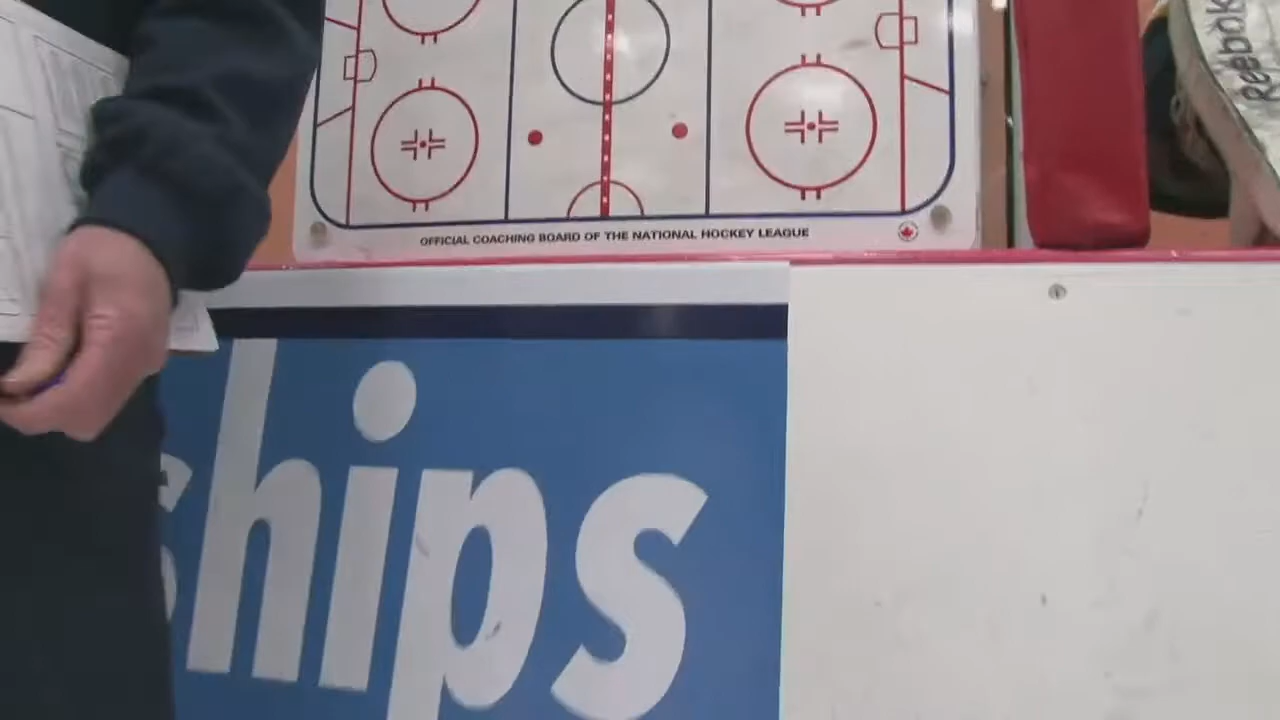 Reebok
OFFICIAL COACHING BOARD OF THE NATIONAL HOCKEY LEAGUE
ships